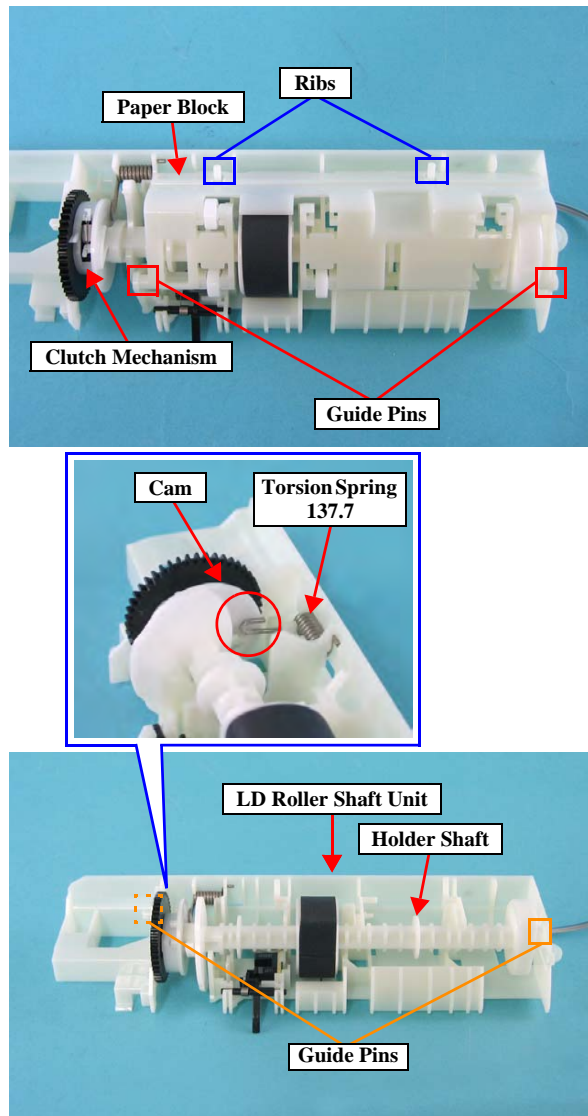 Ribs
Paper Block
Clutch Mechanism
Guide Pins
Cam
Torsion Spring
137.7
LD Roller Shaft Unit
Holder Shaft
Guide Pins